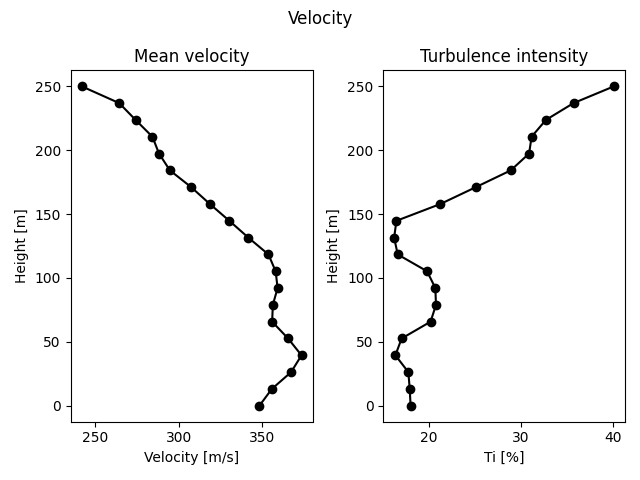 Velocity
Mean velocity
Turbulence intensity
250
200
150
100
50
0
Height [m]
250 300 350
Velocity [m/s]
250
200
150
100
50
0
Height [m]
20 30 40
Ti [%]